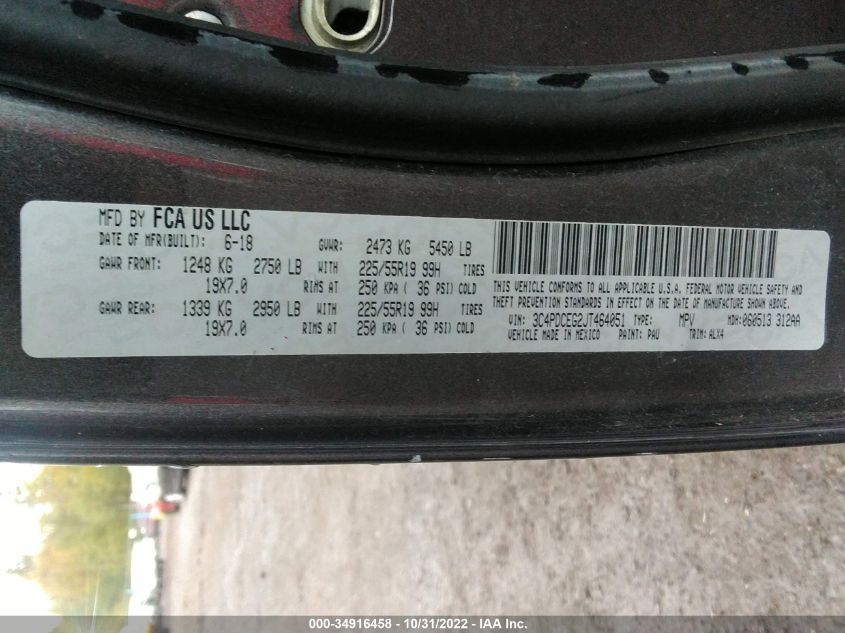 MFD BY FCA US LLC
DATE OF MFR(BUILT): 6-18 GVWR: 2473 KG 5450 LB
GAWR FRONT: 1248 KG 2750 LB WITH 225/55R19 99H TIRES
19X7.0 RIMS AT 250 KPA ( 36 PSI) COLD
GAWR REAR: 1339 KG 2950 LB WITH 225/55R19 99H TIRES
19X7.0 RIMS AT 250 KPA ( 36 PSI) COLD
THIS VEHICLE CONFORMS TO ALL APPLICABLE U.S.A. FEDERAL MOTOR VEHICLE SAFETY AND
THEFT PREVENTION STANDARDS IN EFFECT ON THE DATE OF MANUFACTURE SHOWN ABOVE.
VIN: 3C4PDCEG2JT464051 TYPE: MPV MDH: 060513 312AA
VEHICLE MADE IN MEXICO PAINT: PAU TRIM: ALX4
000-34916458 - 10/31/2022 - IAA Inc.